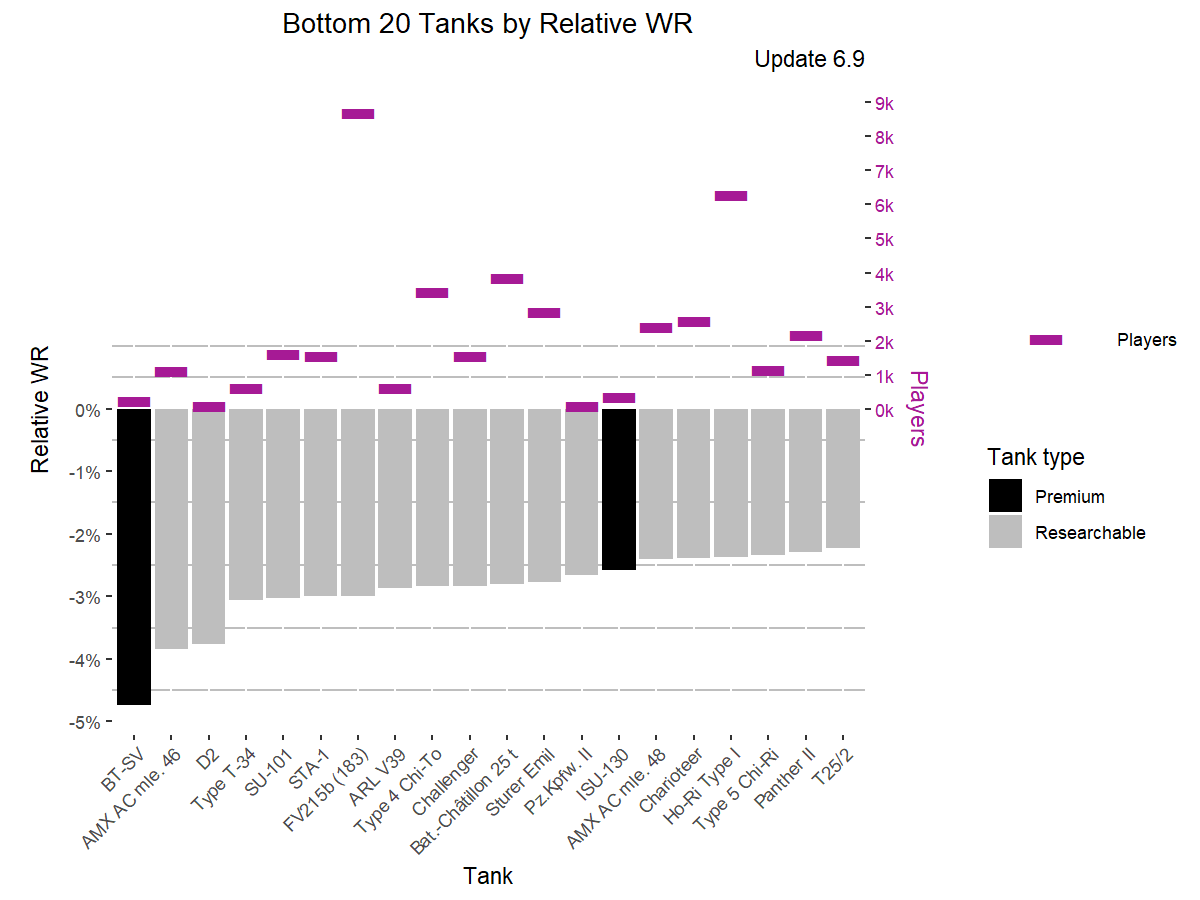 Bottom 20 Tanks by Relative WR
Update 6.9
9k
8k
7k
6k
5k
4k
3k
2k
1k
0k
Players
Relative WR
0%
-1%
-2%
-3%
-4%
-5%
BT-SV
AMX AC mle. 46
D2
Type T-34
SU-101
STA-1
FV215b (183)
ARL V39
Type 4 Chi-To
Challenger
Bat.-Châtillon 25 t
Sturer Emil
Pz.Kpfw. II
ISU-130
AMX AC mle. 48
Charioteer
Ho-Ri Type I
Type 5 Chi-Ri
Panther II
T25/2
Tank
Players
Tank type
Premium
Researchable